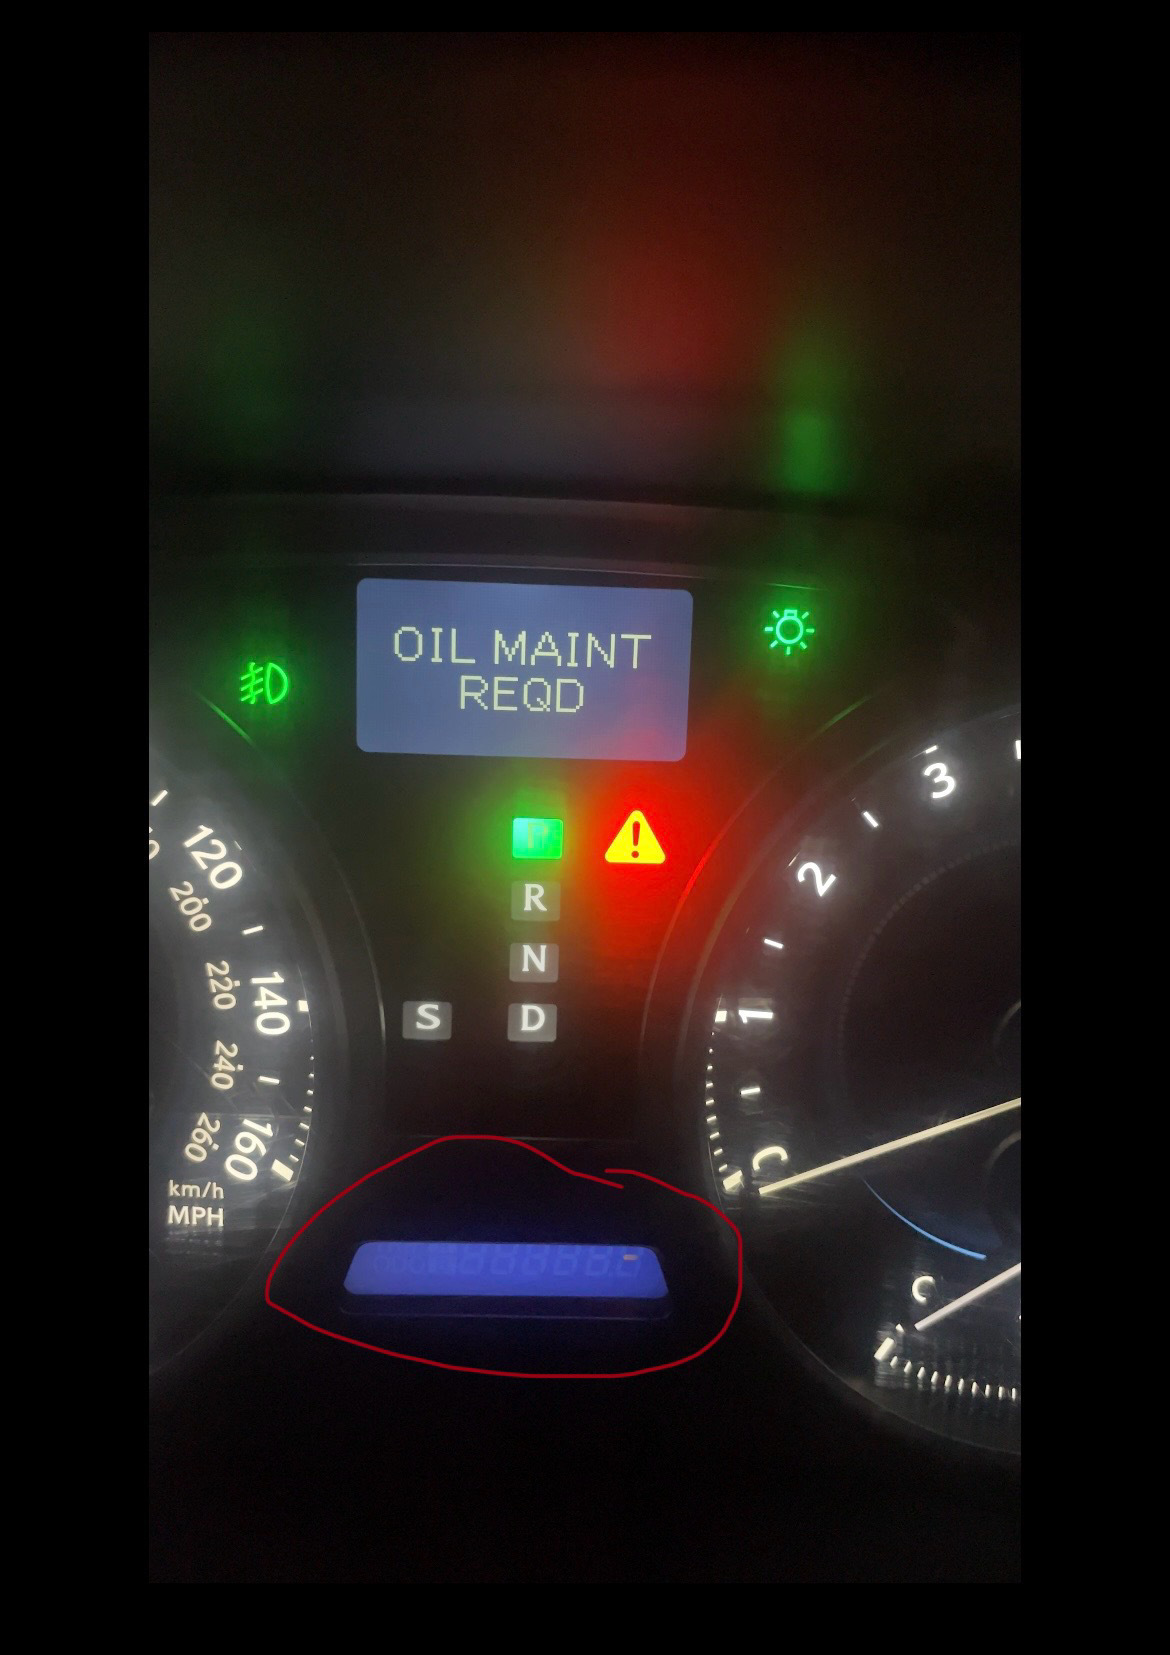 OIL MAINT
REQD
P
R
N
S D
120
200
220
140
240
260
160
km/h
MPH
3
2
1
C